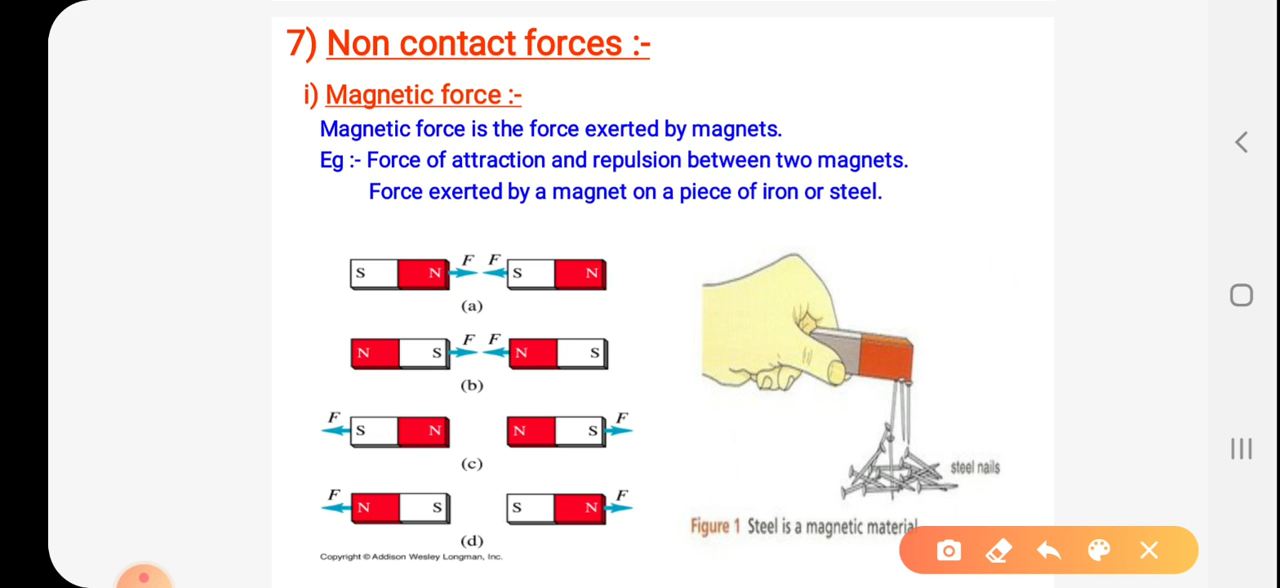 7) Non contact forces :-
i) Magnetic force :-
Magnetic force is the force exerted by magnets.
Eg :- Force of attraction and repulsion between two magnets.
Force exerted by a magnet on a piece of iron or steel.
S N F F S N
(a)
N S F F N S
(b)
F S N N S F
(c)
F N S S N F
(d)
Copyright © Addison Wesley Longman, Inc.
steel nails
Figure 1 Steel is a magnetic material